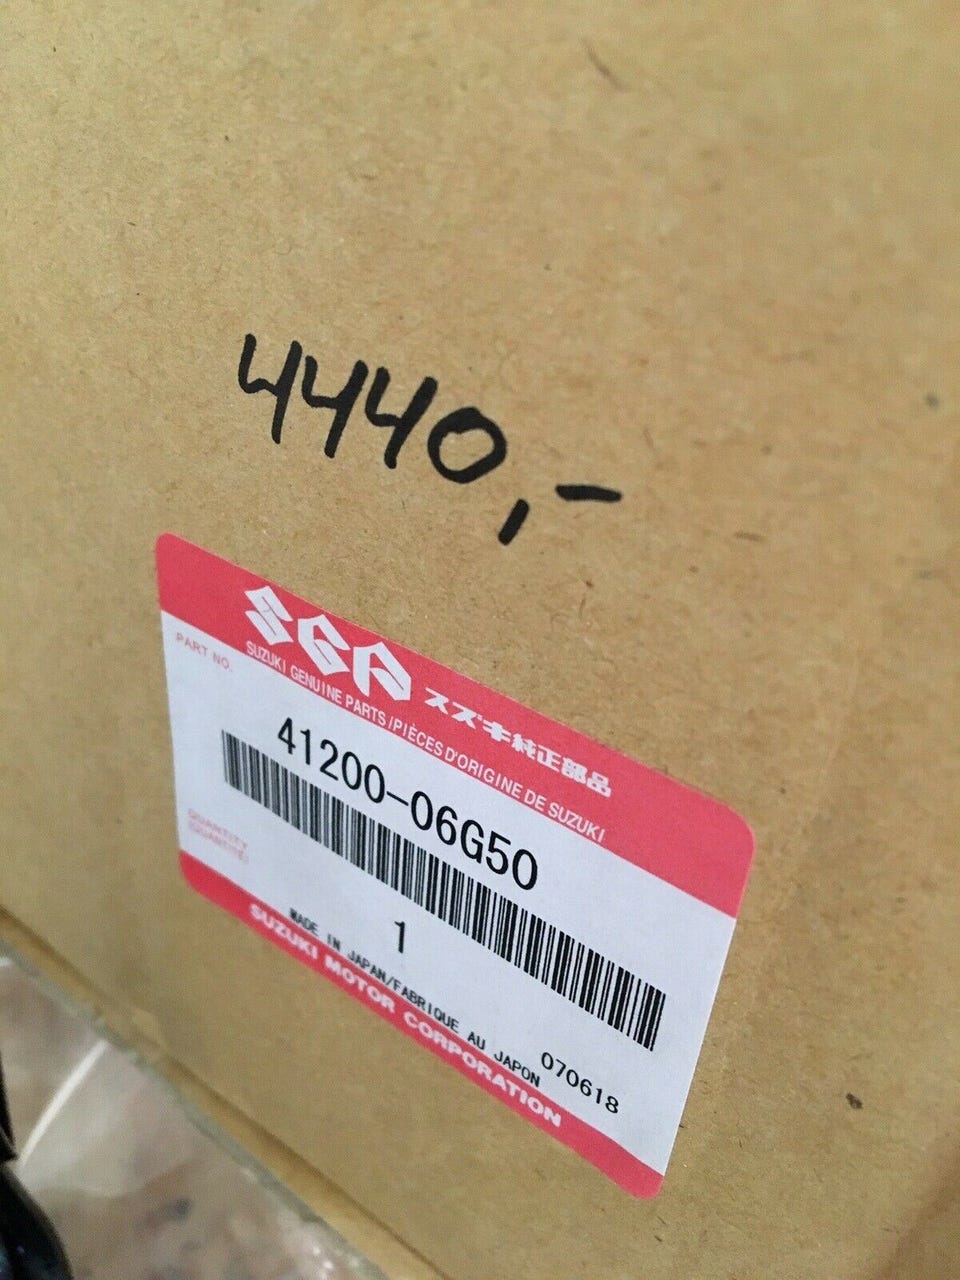 4440,-
SGP スズキ純正部品
SUZUKI GENUINE PARTS/PIÈCES D'ORIGINE DE SUZUKI
PART NO.
41200-06G50
QUANTITY
(QUANTITÉ)
1
MADE IN JAPAN/FABRIQUE AU JAPON
070618
SUZUKI MOTOR CORPORATION